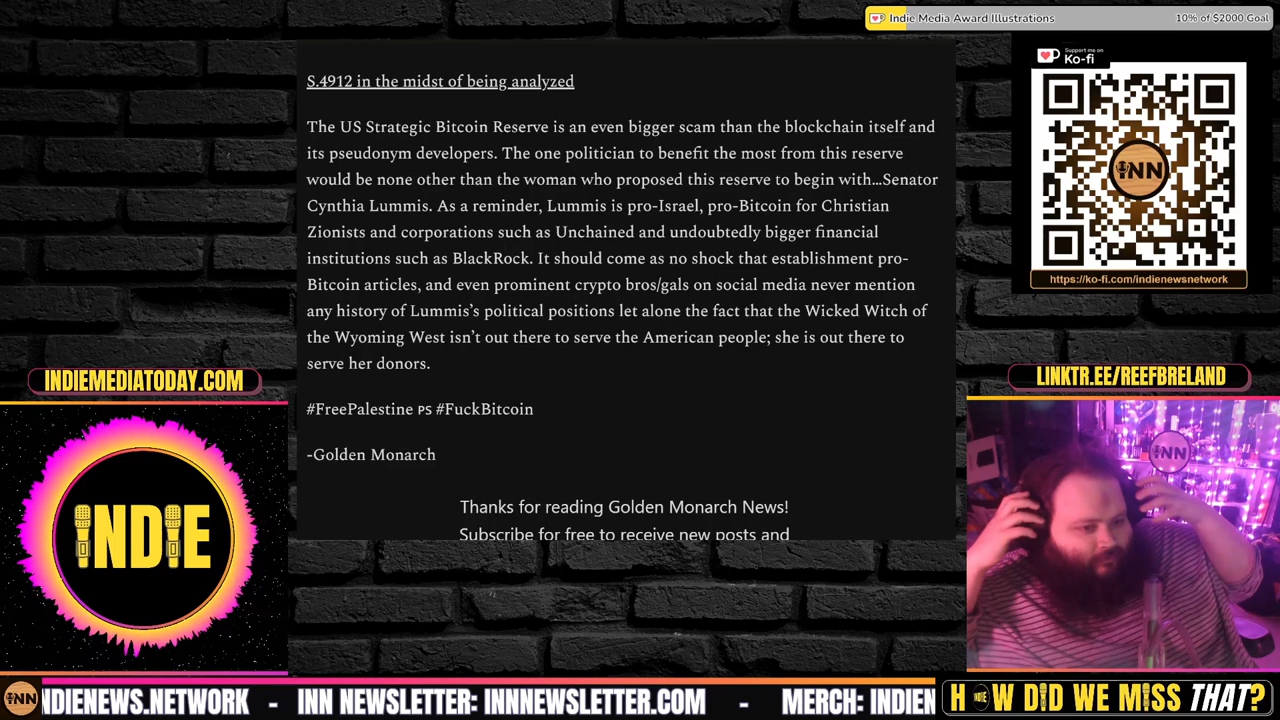 Indie Media Award Illustrations
10% of $2000 Goal
S.4912 in the midst of being analyzed
The US Strategic Bitcoin Reserve is an even bigger scam than the blockchain itself and
its pseudonym developers. The one politician to benefit the most from this reserve
would be none other than the woman who proposed this reserve to begin with...Senator
Cynthia Lummis. As a reminder, Lummis is pro-Israel, pro-Bitcoin for Christian
Zionists and corporations such as Unchained and undoubtedly bigger financial
institutions such as BlackRock. It should come as no shock that establishment pro-
Bitcoin articles, and even prominent crypto bros/gals on social media never mention
any history of Lummis's political positions let alone the fact that the Wicked Witch of
the Wyoming West isn't out there to serve the American people; she is out there to
serve her donors.
#FreePalestine PS #FuckBitcoin
-Golden Monarch
Thanks for reading Golden Monarch News!
Subscribe for free to receive new posts and
Support me on
Ko-fi
INN
https://ko-fi.com/indienewsnetwork
INDIEMEDIATODAY.COM
INDIE
LINKTR.EE/REEFBRELAND
INN
INN
NDIENEWS.NETWORK - INN NEWSLETTER: INNNEWSLETTER.COM - MERCH: INDIEN
HOW DID WE MISS THAT?